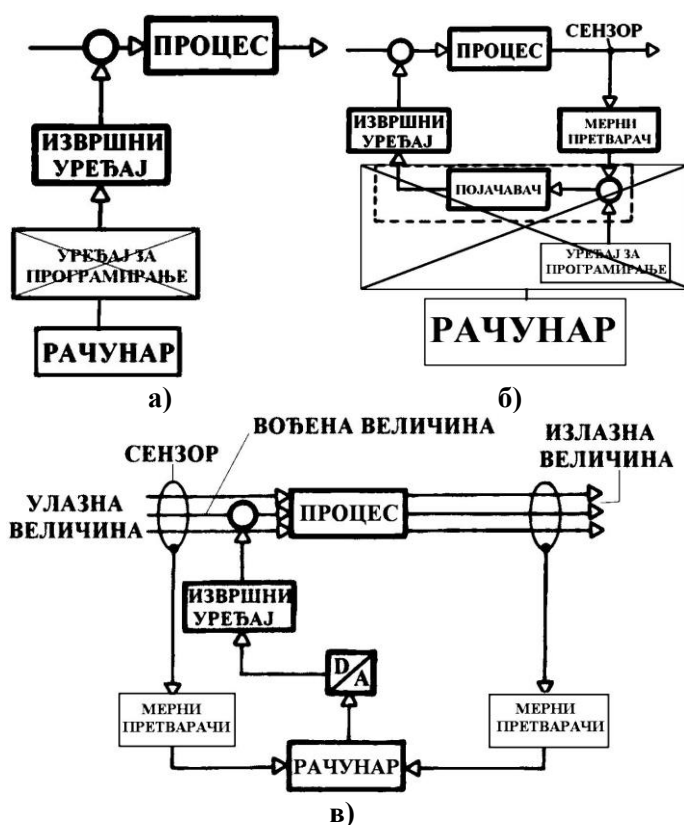 ПРОЦЕС
ИЗВРШНИ
УРЕЂАЈ
УРЕЂАЈ ЗА
ПРОГРАМИРАЊЕ
РАЧУНАР
а)
СЕНЗОР
ПРОЦЕС
ИЗВРШНИ
УРЕЂАЈ
МЕРНИ
ПРЕТВАРАЧ
ПОЈАЧАВАЧ
УРЕЂАЈ ЗА
ПРОГРАМИРАЊЕ
РАЧУНАР
б)
ВОЂЕНА ВЕЛИЧИНА
СЕНЗОР
ИЗЛАЗНА
ВЕЛИЧИНА
УЛАЗНА
ВЕЛИЧИНА
ПРОЦЕС
ИЗВРШНИ
УРЕЂАЈ
D/A
МЕРНИ
ПРЕТВАРАЧИ
МЕРНИ
ПРЕТВАРАЧИ
РАЧУНАР
в)